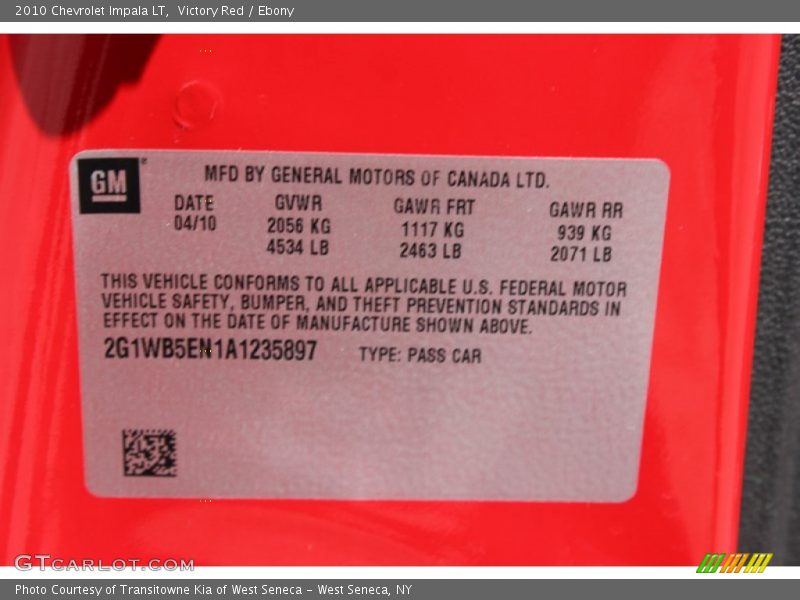 2010 Chevrolet Impala LT, Victory Red / Ebony
GM
MFD BY GENERAL MOTORS OF CANADA LTD.
DATE GVWR GAWR FRT GAWR RR
04/10 2056 KG 1117 KG 939 KG
4534 LB 2463 LB 2071 LB
THIS VEHICLE CONFORMS TO ALL APPLICABLE U.S. FEDERAL MOTOR
VEHICLE SAFETY, BUMPER, AND THEFT PREVENTION STANDARDS IN
EFFECT ON THE DATE OF MANUFACTURE SHOWN ABOVE.
2G1WB5EN1A1235897 TYPE: PASS CAR
GTCARLOT.COM
Photo Courtesy of Transitowne Kia of West Seneca - West Seneca, NY